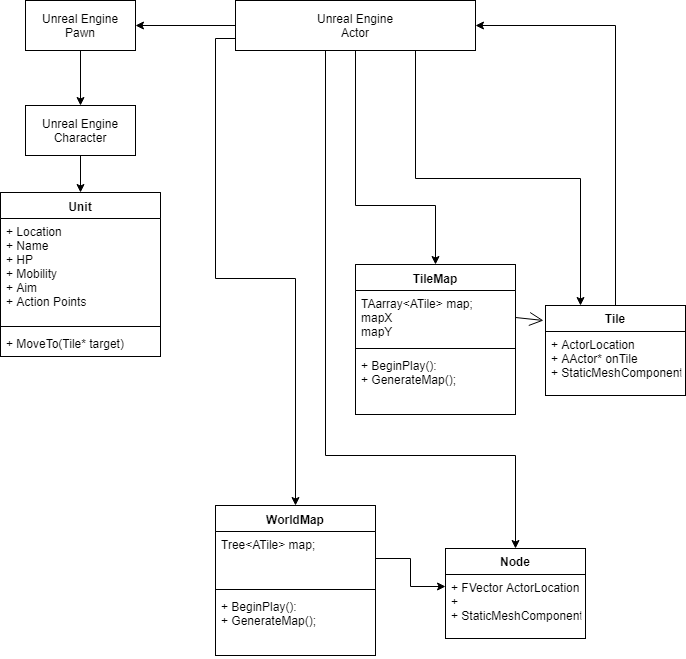 Unreal Engine
Pawn
Unreal Engine
Actor
Unreal Engine
Character
Unit
+ Location
+ Name
+ HP
+ Mobility
+ Aim
+ Action Points
+ MoveTo(Tile* target)
TileMap
TAarray<ATile> map;
mapX
mapY
+ BeginPlay():
+ GenerateMap();
Tile
+ ActorLocation
+ AActor* onTile
+ StaticMeshComponent
WorldMap
Tree<ATile> map;
+ BeginPlay():
+ GenerateMap();
Node
+ FVector ActorLocation
+
+ StaticMeshComponent